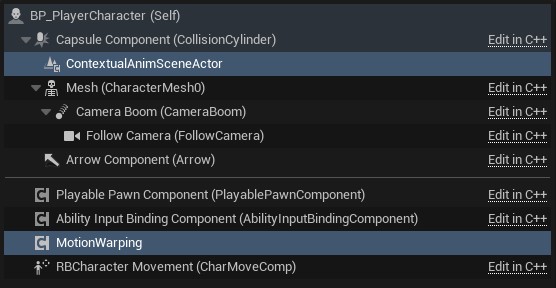 BP_PlayerCharacter (Self)
Capsule Component (CollisionCylinder) Edit in C++
ContextualAnimSceneActor
Mesh (CharacterMesh0) Edit in C++
Camera Boom (CameraBoom) Edit in C++
Follow Camera (FollowCamera) Edit in C++
Arrow Component (Arrow) Edit in C++
Playable Pawn Component (PlayablePawnComponent) Edit in C++
Ability Input Binding Component (AbilityInputBindingComponent) Edit in C++
MotionWarping
RBCharacter Movement (CharMoveComp) Edit in C++